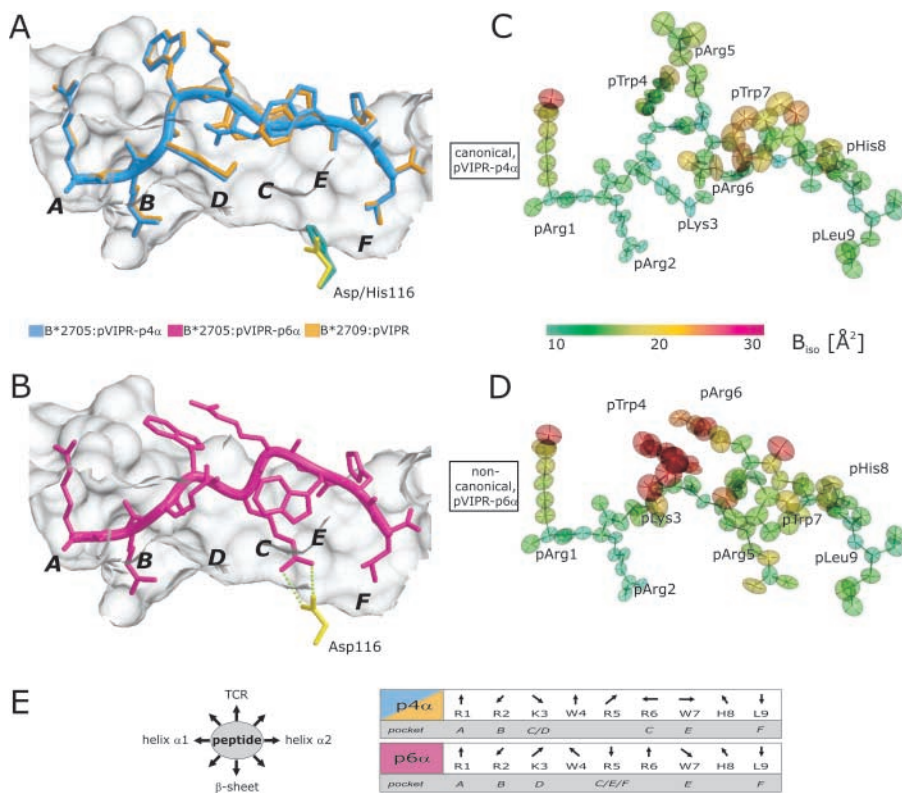 A
A B D C E F
Asp/His116
B*2705:pVIPR-p4α B*2705:pVIPR-p6α B*2709:pVIPR
B
A B D C E F
Asp116
C
pArg5
pTrp4
pTrp7
canonical,
pVIPR-p4α
pHis8
pArg6
pArg1
pLys3
pLeu9
pArg2
10 20 30 Biso [Å2]
D
pArg6
pTrp4
non-
canonical,
pVIPR-p6α
pHis8
pLys3
pTrp7
pArg1
pArg5
pLeu9
pArg2
E
TCR
helix α1 peptide helix α2
β-sheet
p4α R1 R2 K3 W4 R5 R6 W7 H8 L9
pocket A B C/D C E F
p6α R1 R2 K3 W4 R5 R6 W7 H8 L9
pocket A B D C/E/F E F